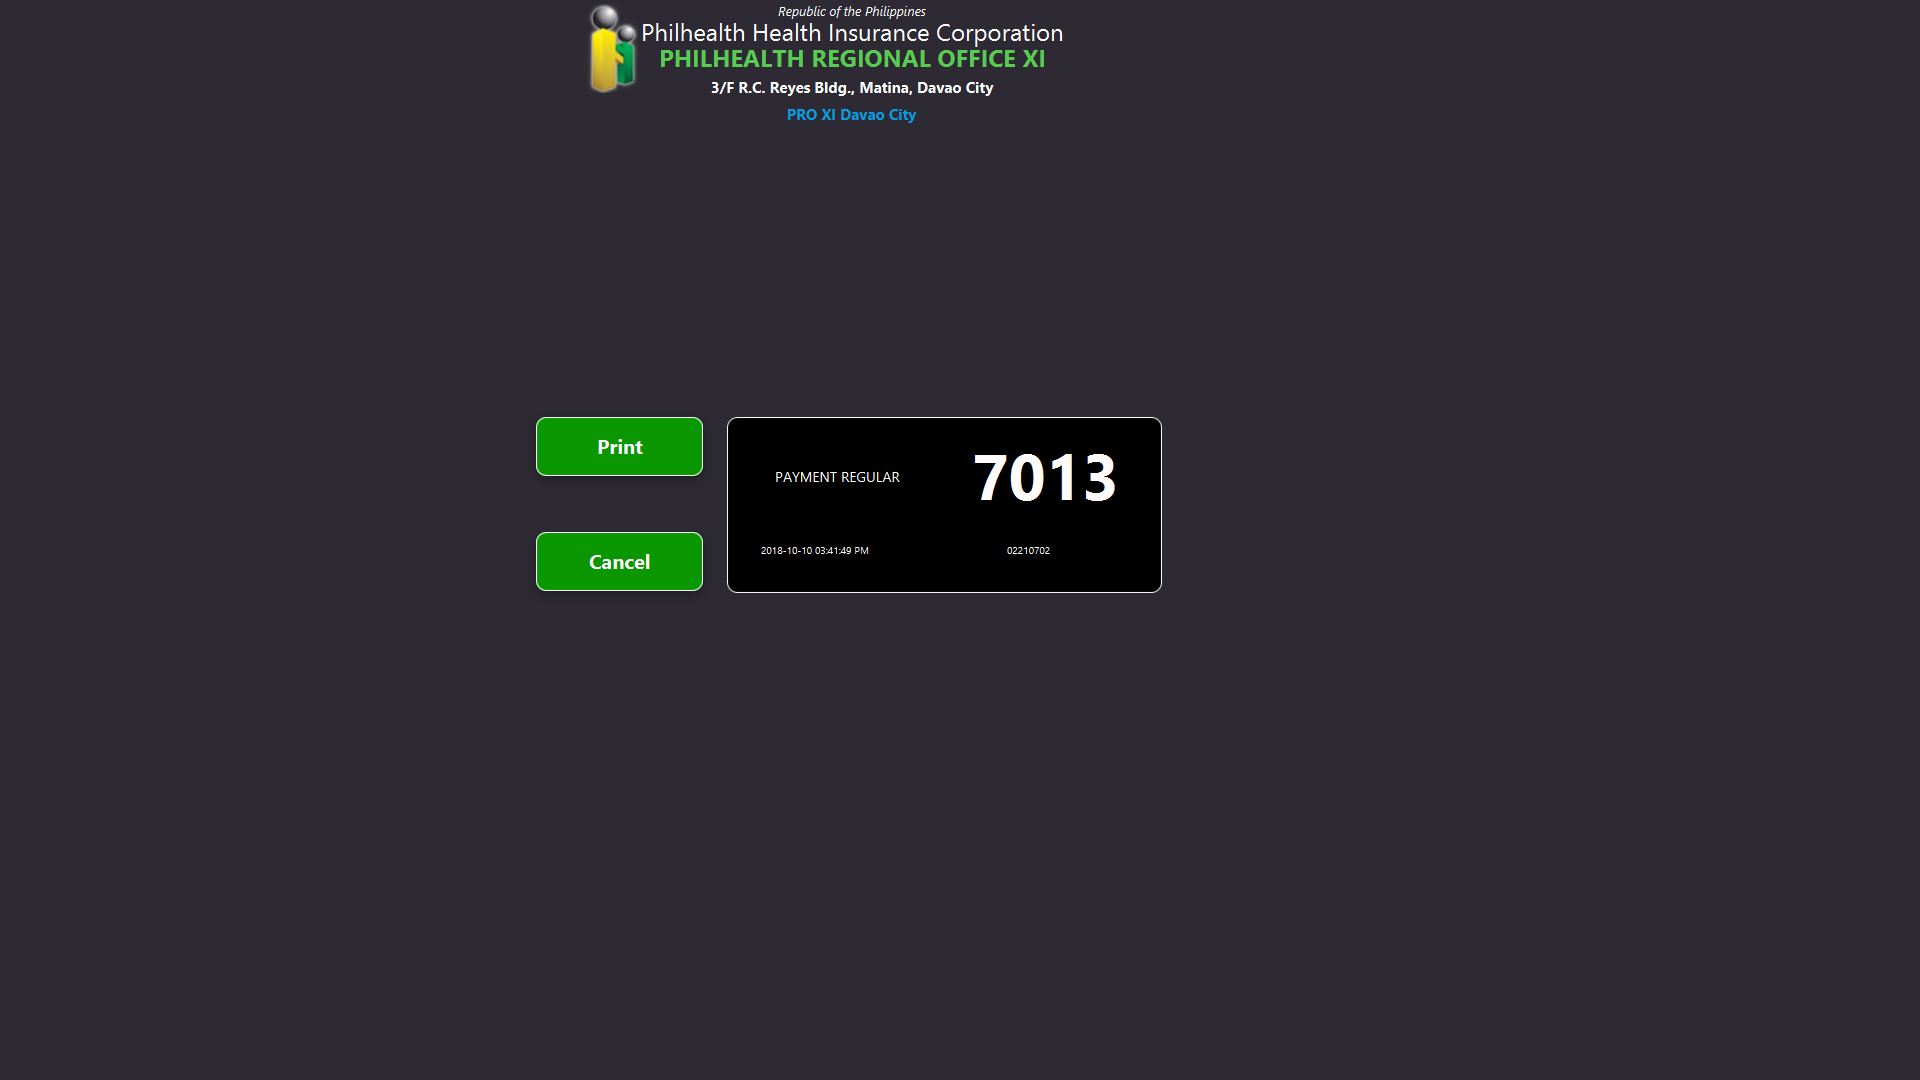 Republic of the Philippines
Philhealth Health Insurance Corporation
PHILHEALTH REGIONAL OFFICE XI
3/F R.C. Reyes Bldg., Matina, Davao City
PRO XI Davao City
Print
PAYMENT REGULAR 7013
Cancel
2018-10-10 03:41:49 PM 02210702